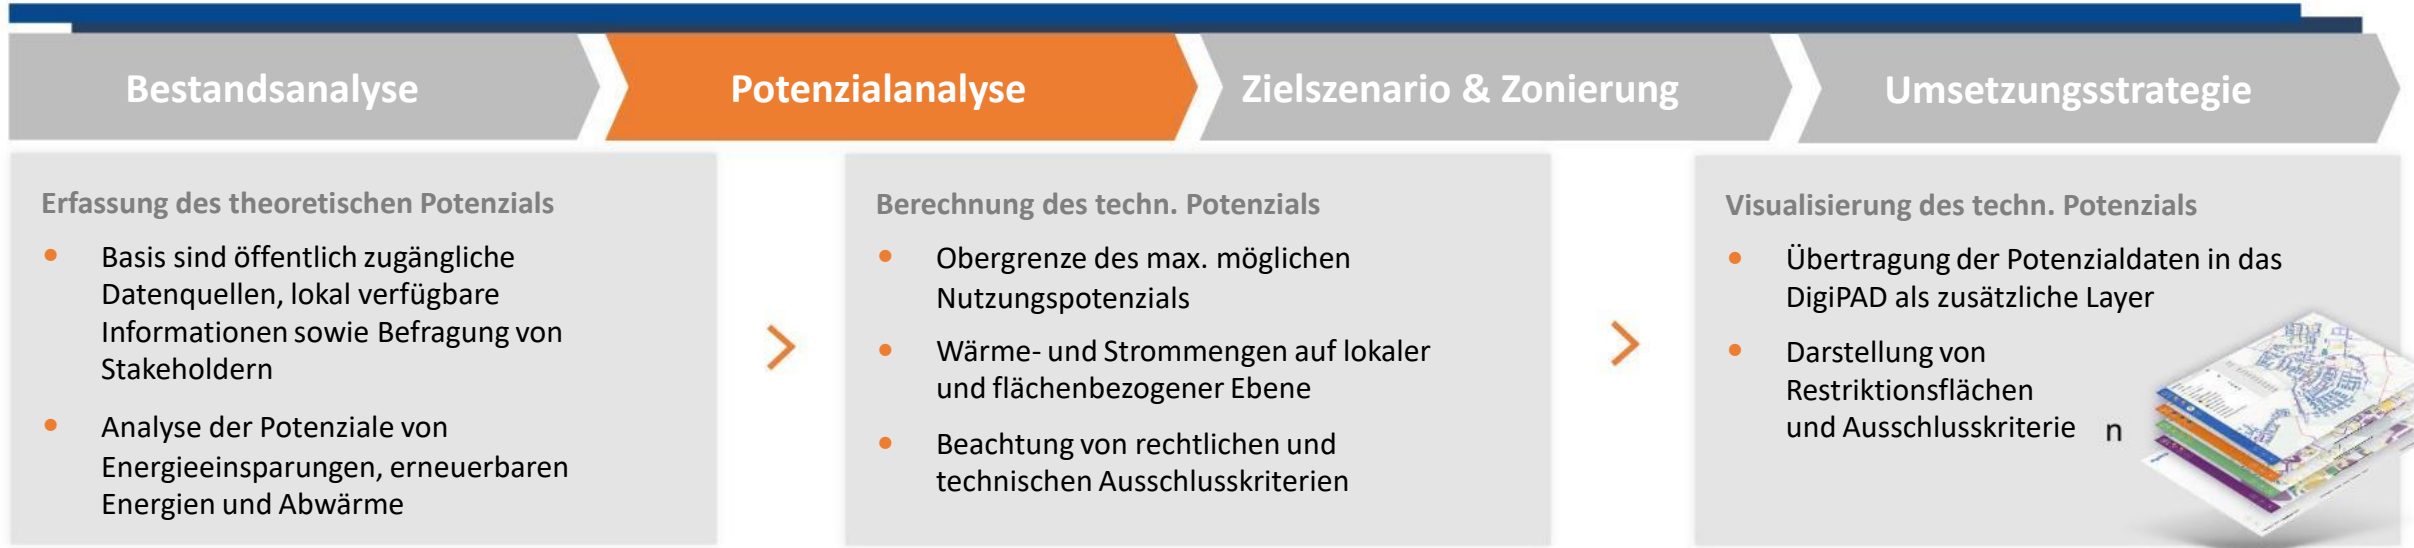 Bestandsanalyse
Potenzialanalyse
Zielszenario & Zonierung
Umsetzungsstrategie
Erfassung des theoretischen Potenzials
• Basis sind öffentlich zugängliche
Datenquellen, lokal verfügbare
Informationen sowie Befragung von
Stakeholdern
• Analyse der Potenziale von
Energieeinsparungen, erneuerbaren
Energien und Abwärme
Berechnung des techn. Potenzials
• Obergrenze des max. möglichen
Nutzungspotenzials
• Wärme- und Strommengen auf lokaler
und flächenbezogener Ebene
• Beachtung von rechtlichen und
technischen Ausschlusskriterien
Visualisierung des techn. Potenzials
• Übertragung der Potenzialdaten in das
DigiPAD als zusätzliche Layer
• Darstellung von
Restriktionsflächen
und Ausschlusskriterie n